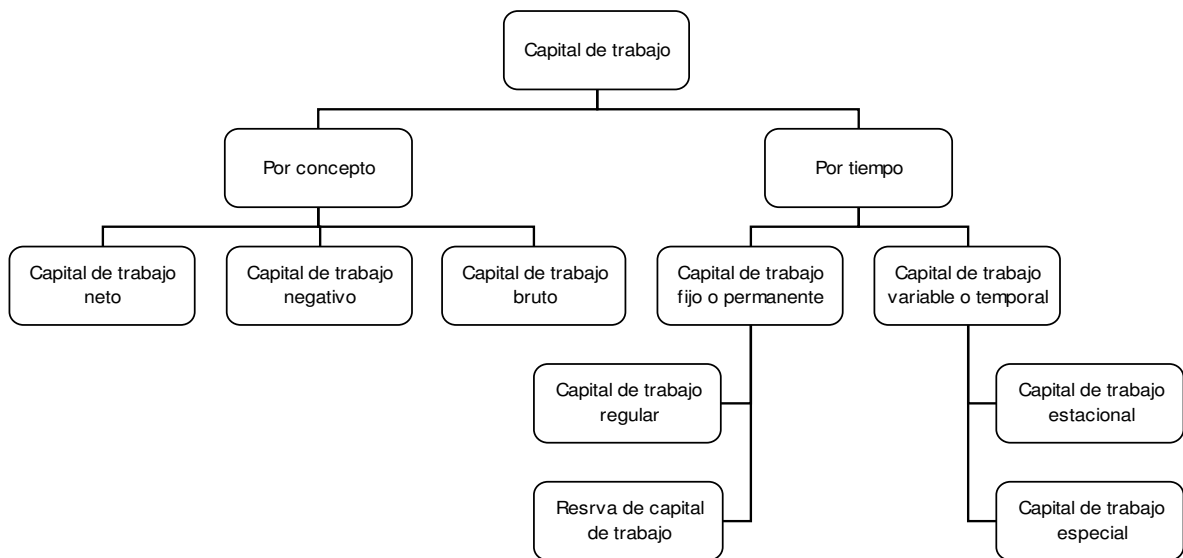 Capital de trabajo
Por concepto
Por tiempo
Capital de trabajo
neto
Capital de trabajo
negativo
Capital de trabajo
bruto
Capital de trabajo
fijo o permanente
Capital de trabajo
variable o temporal
Capital de trabajo
regular
Capital de trabajo
estacional
Resrva de capital
de trabajo
Capital de trabajo
especial